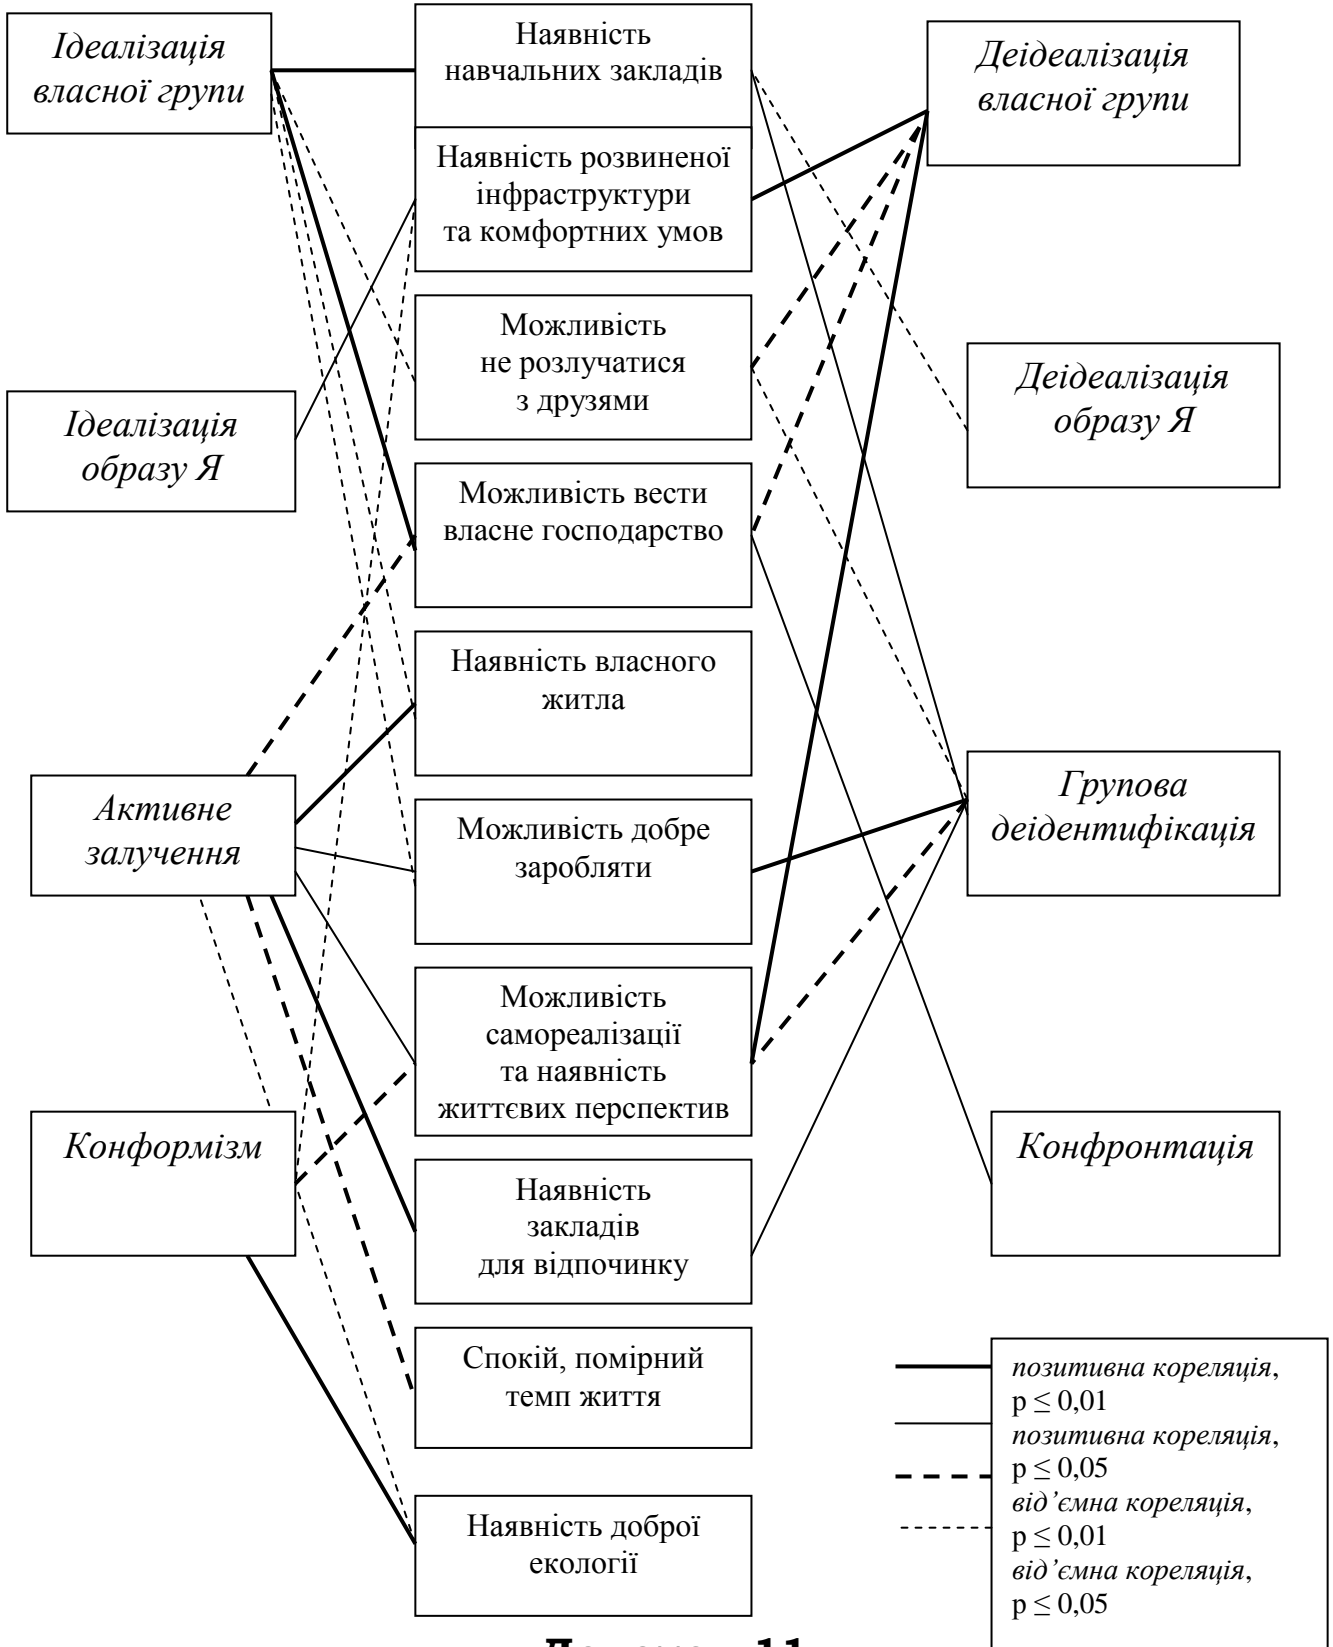 Ідеалізація
власної групи
Ідеалізація
образу Я
Активне
залучення
Конформізм
Наявність
навчальних закладів
Наявність розвиненої
інфраструктури
та комфортних умов
Можливість
не розлучатися
з друзями
Можливість вести
власне господарство
Наявність власного
житла
Можливість добре
заробляти
Можливість
самореалізації
та наявність
життєвих перспектив
Наявність
закладів
для відпочинку
Спокій, помірний
темп життя
Наявність доброї
екології
Деідеалізація
власної групи
Деідеалізація
образу Я
Групова
деідентифікація
Конфронтація
позитивна кореляція,
p ≤ 0,01
позитивна кореляція,
p ≤ 0,05
від’ємна кореляція,
p ≤ 0,01
від’ємна кореляція,
p ≤ 0,05